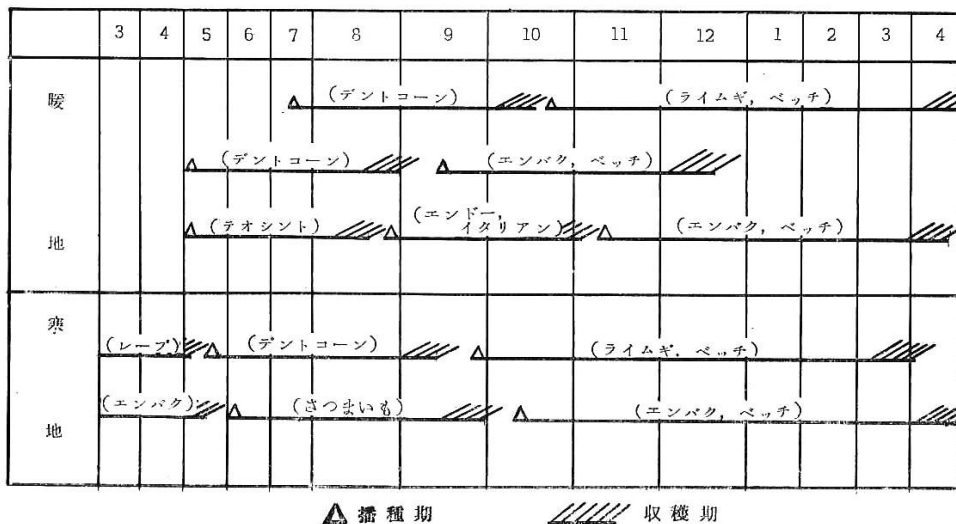 3 4 5 6 7 8 9 10 11 12 1 2 3 4
暖
(デントコーン) (ライムギ, ベッチ)
(デントコーン) (エンバク, ベッチ)
地
(テオシント) (エンドー, イタリアン) (エンバク, ベッチ)
寒
(レープ) (デントコーン) (ライムギ, ベッチ)
(エンバク) (さつまいも) (エンバク, ベッチ)
地
播種期 収穫期